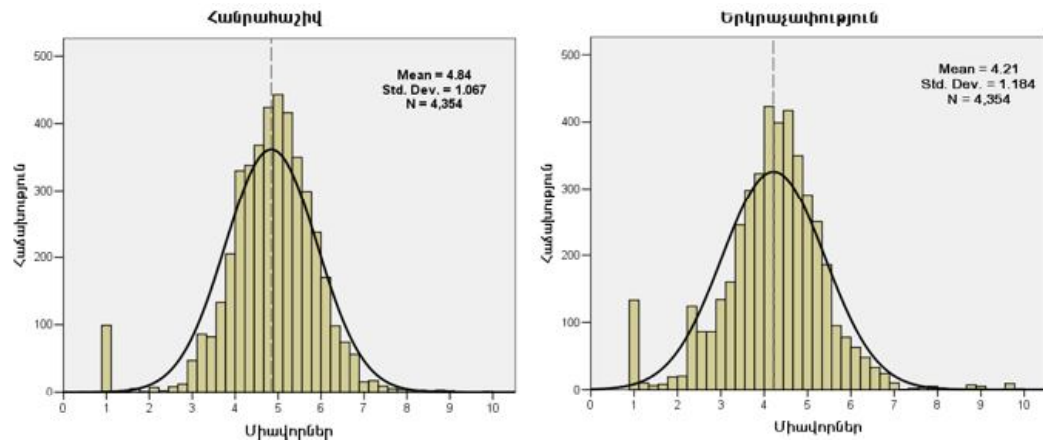 Հանրահաշիվ
Mean = 4.84
Std. Dev. = 1.067
N = 4,354
Հաճախություն
500
400
300
200
100
0
0 1 2 3 4 5 6 7 8 9 10
Միավորներ
Երկրաչափություն
Mean = 4.21
Std. Dev. = 1.184
N = 4,354
Հաճախություն
500
400
300
200
100
0
0 1 2 3 4 5 6 7 8 9 10
Միավորներ